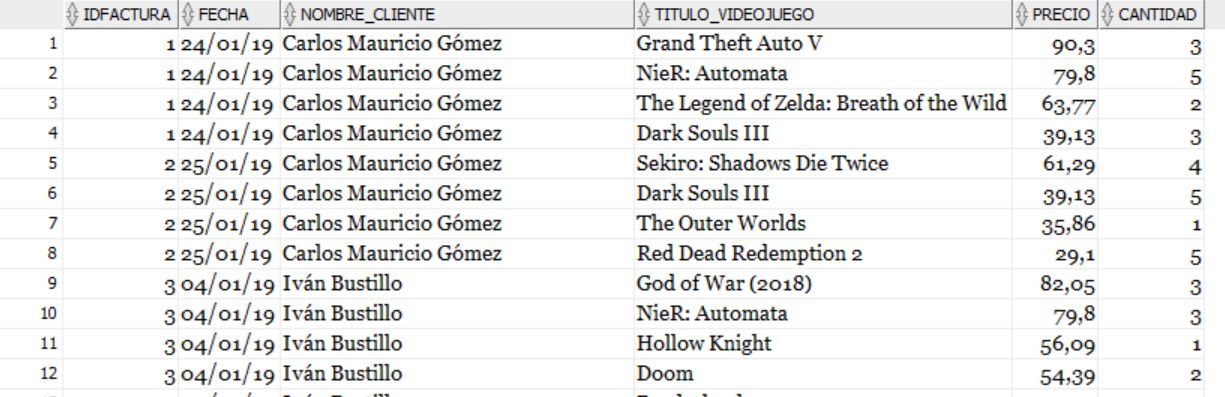 IDFACTURA FECHA NOMBRE_CLIENTE TITULO_VIDEOJUEGO PRECIO CANTIDAD
1 1 24/01/19 Carlos Mauricio Gómez Grand Theft Auto V 90,3 3
2 1 24/01/19 Carlos Mauricio Gómez NieR: Automata 79,8 5
3 1 24/01/19 Carlos Mauricio Gómez The Legend of Zelda: Breath of the Wild 63,77 2
4 1 24/01/19 Carlos Mauricio Gómez Dark Souls III 39,13 3
5 2 25/01/19 Carlos Mauricio Gómez Sekiro: Shadows Die Twice 61,29 4
6 2 25/01/19 Carlos Mauricio Gómez Dark Souls III 39,13 5
7 2 25/01/19 Carlos Mauricio Gómez The Outer Worlds 35,86 1
8 2 25/01/19 Carlos Mauricio Gómez Red Dead Redemption 2 29,1 5
9 3 04/01/19 Iván Bustillo God of War (2018) 82,05 3
10 3 04/01/19 Iván Bustillo NieR: Automata 79,8 3
11 3 04/01/19 Iván Bustillo Hollow Knight 56,09 1
12 3 04/01/19 Iván Bustillo Doom 54,39 2